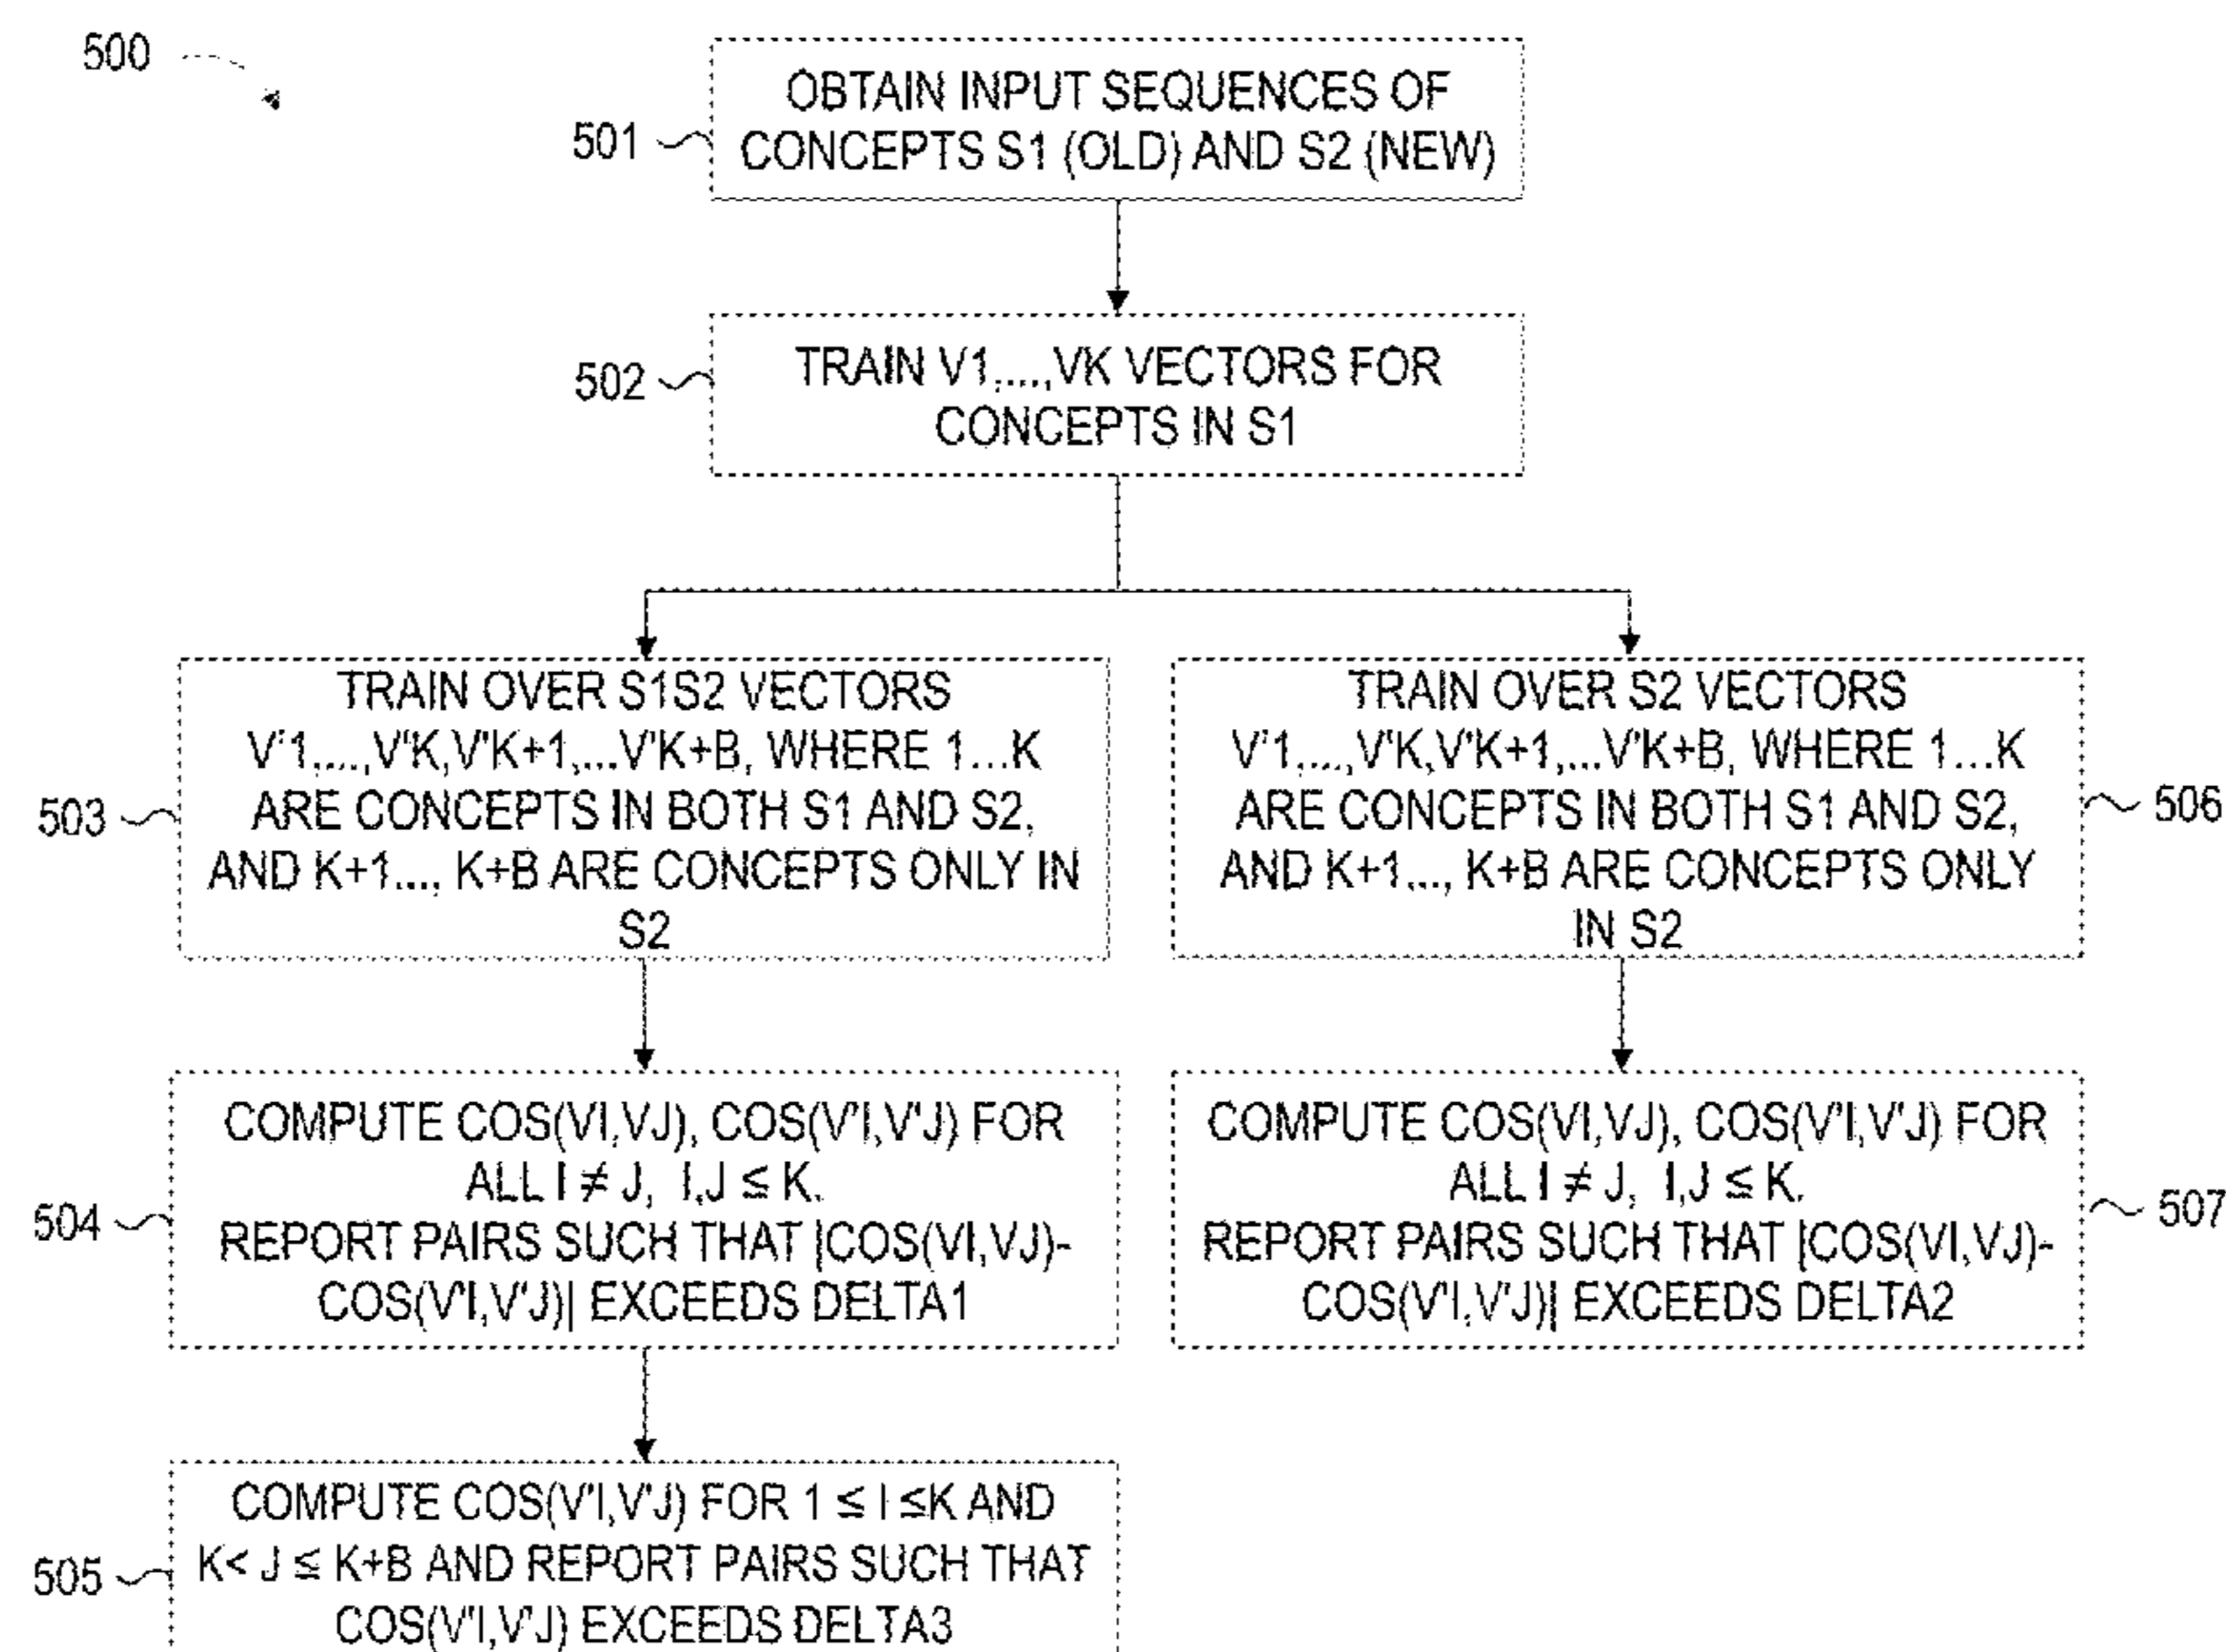 500
OBTAIN INPUT SEQUENCES OF
CONCEPTS S1 (OLD) AND S2 (NEW)
501
TRAIN V1,...,VK VECTORS FOR
CONCEPTS IN S1
502
TRAIN OVER S1S2 VECTORS
V'1,...,V'K,V'K+1,...V'K+B, WHERE 1...K
ARE CONCEPTS IN BOTH S1 AND S2,
AND K+1..., K+B ARE CONCEPTS ONLY IN
S2
503
TRAIN OVER S2 VECTORS
V'1,...,V'K,V'K+1,...V'K+B, WHERE 1...K
ARE CONCEPTS IN BOTH S1 AND S2,
AND K+1..., K+B ARE CONCEPTS ONLY
IN S2
506
COMPUTE COS(VI,VJ), COS(V'I,V'J) FOR
ALL I ≠ J, I,J ≤ K.
REPORT PAIRS SUCH THAT |COS(VI,VJ)-
COS(V'I,V'J)| EXCEEDS DELTA1
504
COMPUTE COS(VI,VJ), COS(V'I,V'J) FOR
ALL I ≠ J, I,J ≤ K.
REPORT PAIRS SUCH THAT |COS(VI,VJ)-
COS(V'I,V'J)| EXCEEDS DELTA2
507
COMPUTE COS(V'I,V'J) FOR 1 ≤ I ≤K AND
K< J ≤ K+B AND REPORT PAIRS SUCH THAT
COS(V'I,V'J) EXCEEDS DELTA3
505